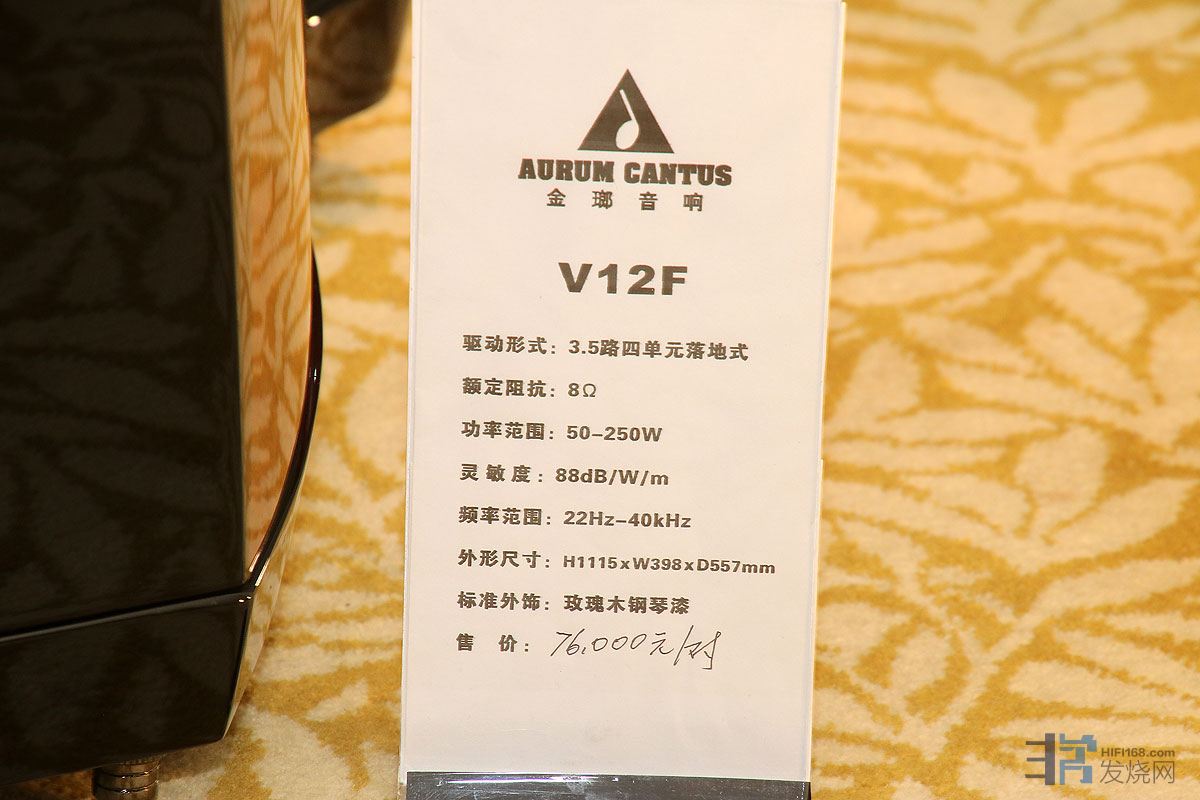 AURUM CANTUS
金琅音响
V12F
驱动形式：3.5路四单元落地式
额定阻抗：8Ω
功率范围：50-250W
灵敏度：88dB/W/m
频率范围：22Hz-40kHz
外形尺寸：H1115xW398xD557mm
标准外饰：玫瑰木钢琴漆
售价：76,000元/对
HIFI168.com
发烧网